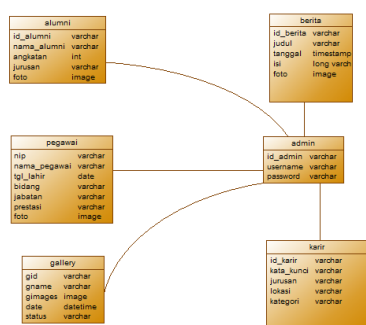 alumni
id_alumni varchar
nama_alumni varchar
angkatan int
jurusan varchar
foto image
berita
id_berita varchar
judul varchar
tanggal timestamp
isi long varch
foto image
pegawai
nip varchar
nama_pegawai varchar
tgl_lahir date
bidang varchar
jabatan varchar
prestasi varchar
foto image
admin
id_admin varchar
username varchar
password varchar
gallery
gid varchar
gname varchar
gimages image
date datetime
status varchar
karir
id_karir varchar
kata_kunci varchar
jurusan varchar
lokasi varchar
kategori varchar